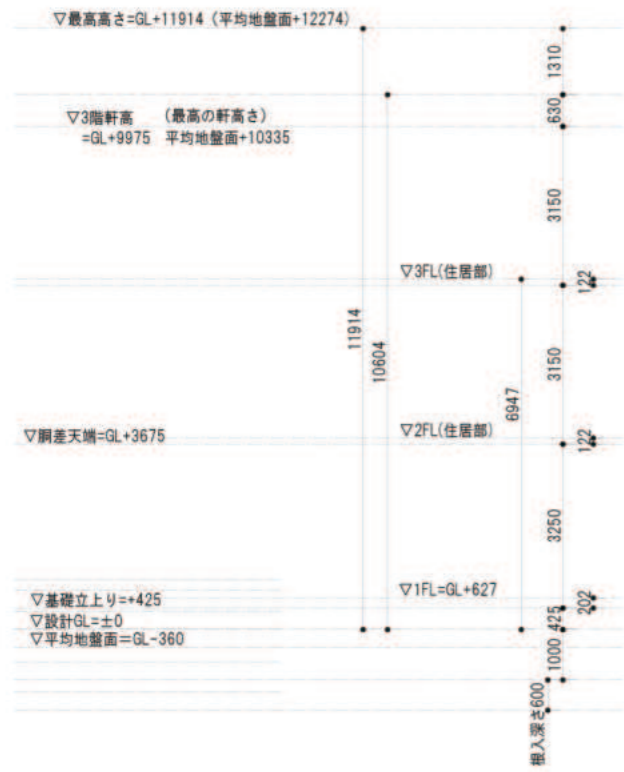 ▽最高高さ=GL+11914（平均地盤面+12274）
1310
630
▽3階軒高　（最高の軒高さ）
=GL+9975　平均地盤面+10335
3150
▽3FL(住居部)
122
11914
10604
3150
6947
▽胴差天端=GL+3675
▽2FL(住居部)
122
3250
▽1FL=GL+627
202
▽基礎立上り=+425
425
▽設計GL=±0
▽平均地盤面=GL-360
1000
根入深さ600